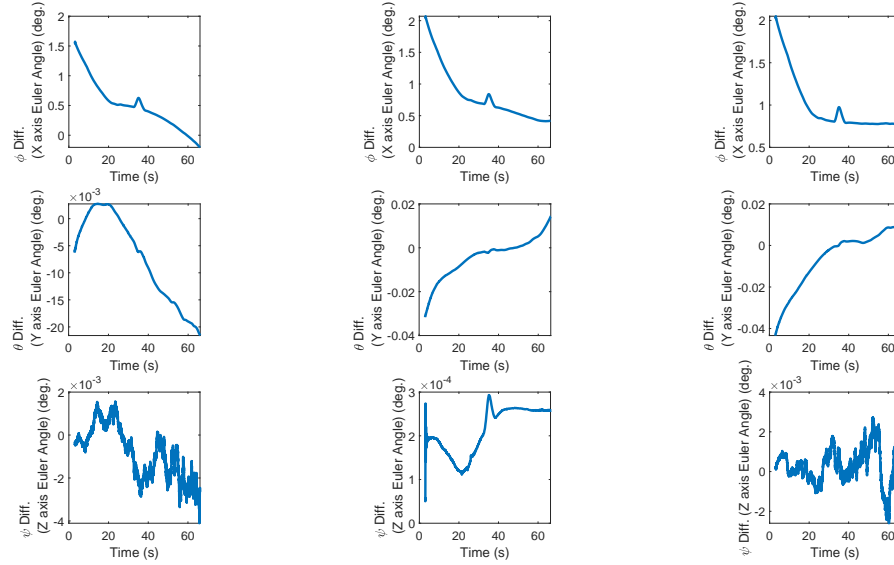 2
1.5
1
0.5
0
0 20 40 60
Time (s)
ϕ Diff.
(X axis Euler Angle) (deg.)
2
1.5
1
0.5
0 20 40 60
Time (s)
ϕ Diff.
(X axis Euler Angle) (deg.)
2
1.5
1
0.5
0 20 40 60
Time (s)
ϕ Diff.
(X axis Euler Angle) (deg.)
×10-3
0
-5
-10
-15
-20
0 20 40 60
Time (s)
θ Diff.
(Y axis Euler Angle) (deg.)
0.02
0
-0.02
-0.04
0 20 40 60
Time (s)
θ Diff.
(Y axis Euler Angle) (deg.)
0.02
0
-0.02
-0.04
0 20 40 60
Time (s)
θ Diff.
(Y axis Euler Angle) (deg.)
×10-3
2
0
-2
-4
0 20 40 60
Time (s)
ψ Diff.
(Z axis Euler Angle) (deg.)
×10-4
3
2
1
0
0 20 40 60
Time (s)
ψ Diff.
(Z axis Euler Angle) (deg.)
×10-3
4
2
0
-2
0 20 40 60
Time (s)
ψ Diff. (Z axis Euler Angle) (deg.)